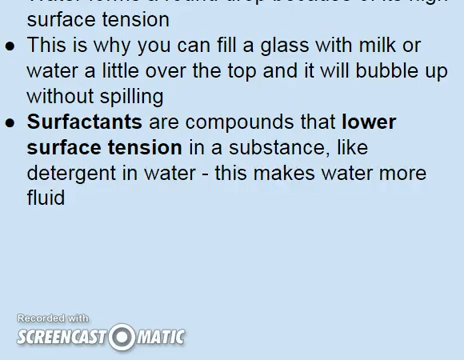 surface tension
● This is why you can fill a glass with milk or
water a little over the top and it will bubble up
without spilling
● Surfactants are compounds that lower
surface tension in a substance, like
detergent in water - this makes water more
fluid
Recorded with
SCREENCAST O MATIC